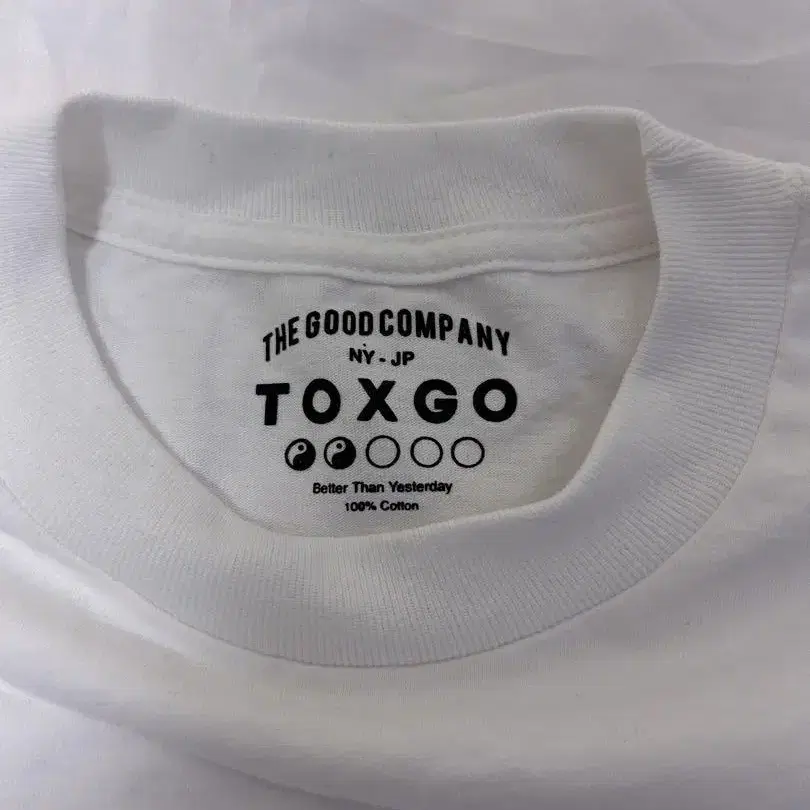 THE GOOD COMPANY
NY - JP
TOXGO
Better Than Yesterday
100% Cotton